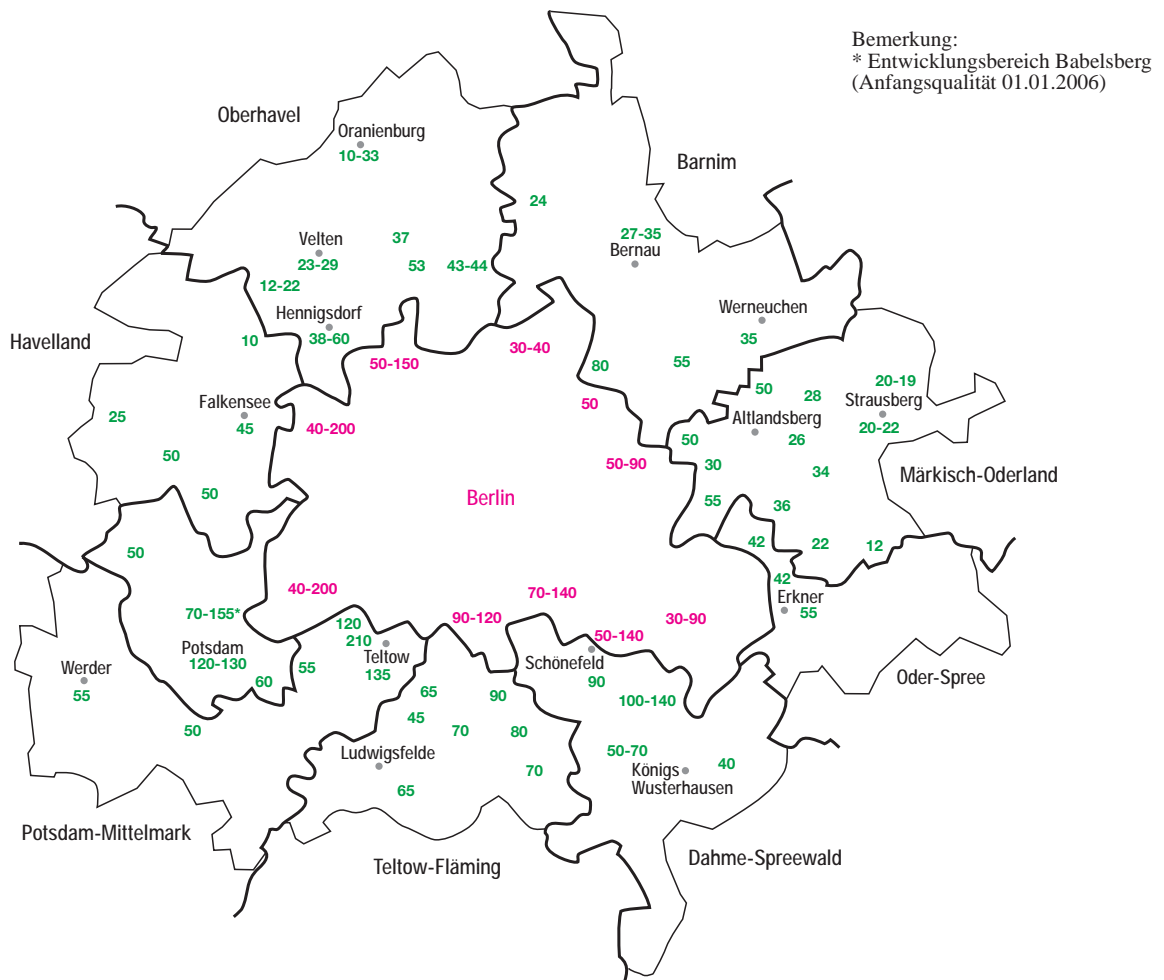 Bemerkung:
* Entwicklungsbereich Babelsberg
(Anfangsqualität 01.01.2006)
Oberhavel
Oranienburg
10-33
Barnim
24
27-35
Bernau
37
Velten
23-29
53
43-44
12-22
Hennigsdorf
38-60
Werneuchen
35
Havelland
10
50-150
30-40
80
55
50
28
20-19
Strausberg
20-22
50
25
Falkensee
45
40-200
Altlandsberg
26
50
50
50-90
30
34
Märkisch-Oderland
50
Berlin
55
36
50
42
22
12
40-200
70-140
42
Erkner
55
70-155*
120
90-120
30-90
50-140
210
Teltow
135
Potsdam
120-130
60
55
Schönefeld
90
Werder
55
65
90
100-140
Oder-Spree
50
45
70
80
50-70
Königs
Wusterhausen
40
Ludwigsfelde
65
70
Potsdam-Mittelmark
Teltow-Fläming
Dahme-Spreewald